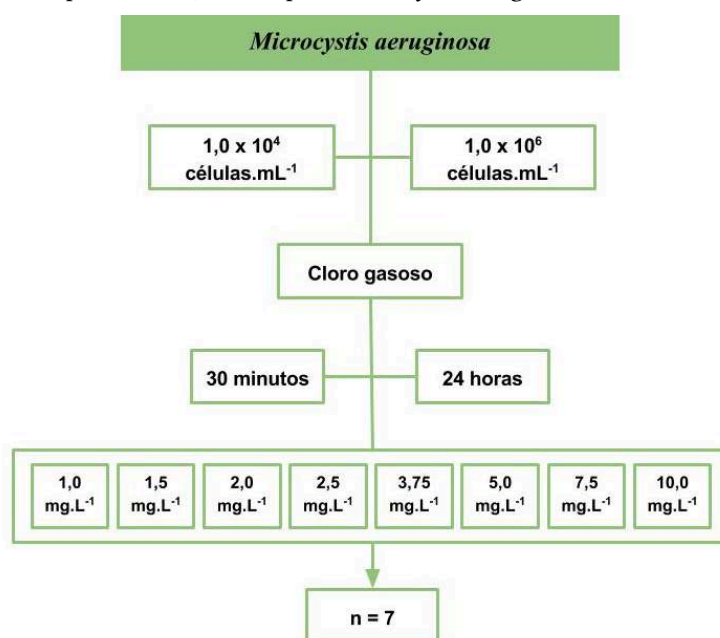 Microcystis aeruginosa
1,0 x 10⁴
células.mL⁻¹
1,0 x 10⁶
células.mL⁻¹
Cloro gasoso
30 minutos
24 horas
1,0
mg.L⁻¹
1,5
mg.L⁻¹
2,0
mg.L⁻¹
2,5
mg.L⁻¹
3,75
mg.L⁻¹
5,0
mg.L⁻¹
7,5
mg.L⁻¹
10,0
mg.L⁻¹
n = 7